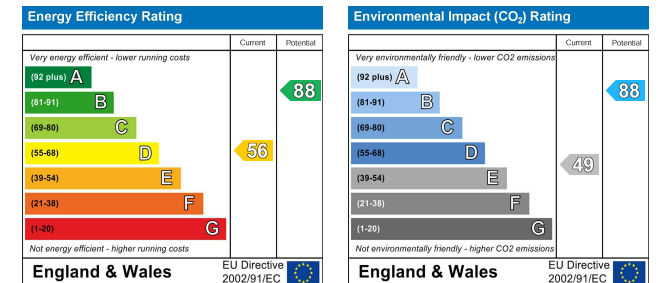 Energy Efficiency Rating
Current Potential
Very energy efficient - lower running costs
(92 plus) A
(81-91) B
(69-80) C
(55-68) D
(39-54) E
(21-38) F
(1-20) G
88
56
Not energy efficient - higher running costs
England & Wales
EU Directive
2002/91/EC
Environmental Impact (CO2) Rating
Current Potential
Very environmentally friendly - lower CO2 emissions
(92 plus) A
(81-91) B
(69-80) C
(55-68) D
(39-54) E
(21-38) F
(1-20) G
88
49
Not environmentally friendly - higher CO2 emissions
England & Wales
EU Directive
2002/91/EC